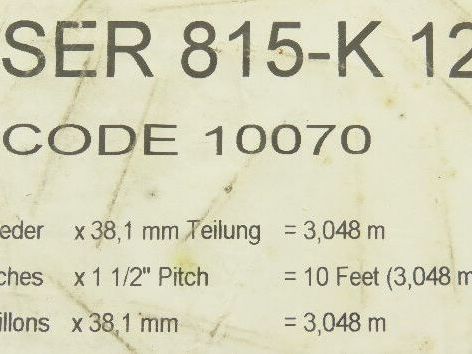 SER 815-K 12
CODE 10070
ieder x 38,1 mm Teilung = 3,048 m
ches x 1 1/2" Pitch = 10 Feet (3,048 m
illons x 38,1 mm = 3,048 m